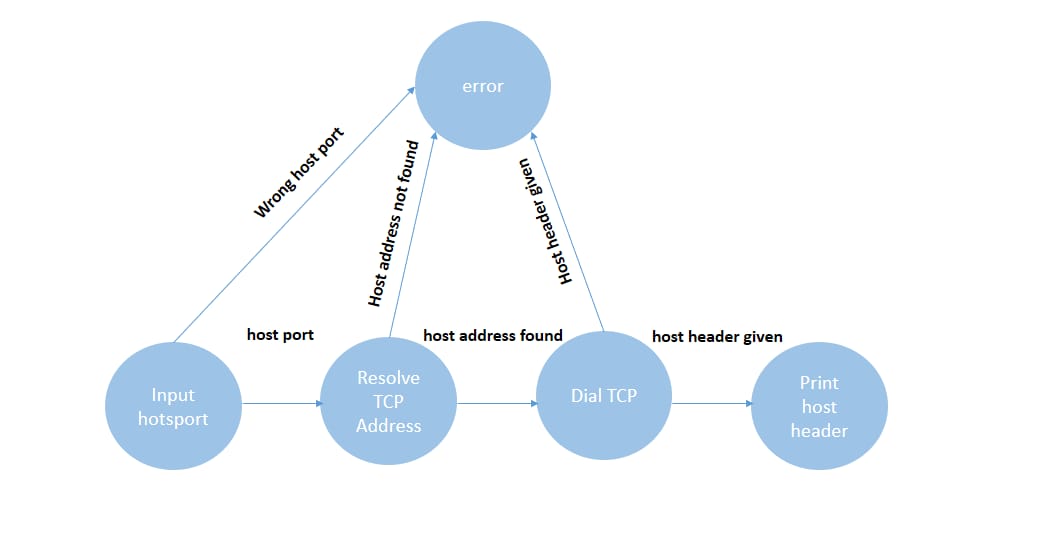 error
Wrong host port
Host address not found
Host header given
host port
host address found
host header given
Input
hotsport
Resolve
TCP
Address
Dial TCP
Print
host
header